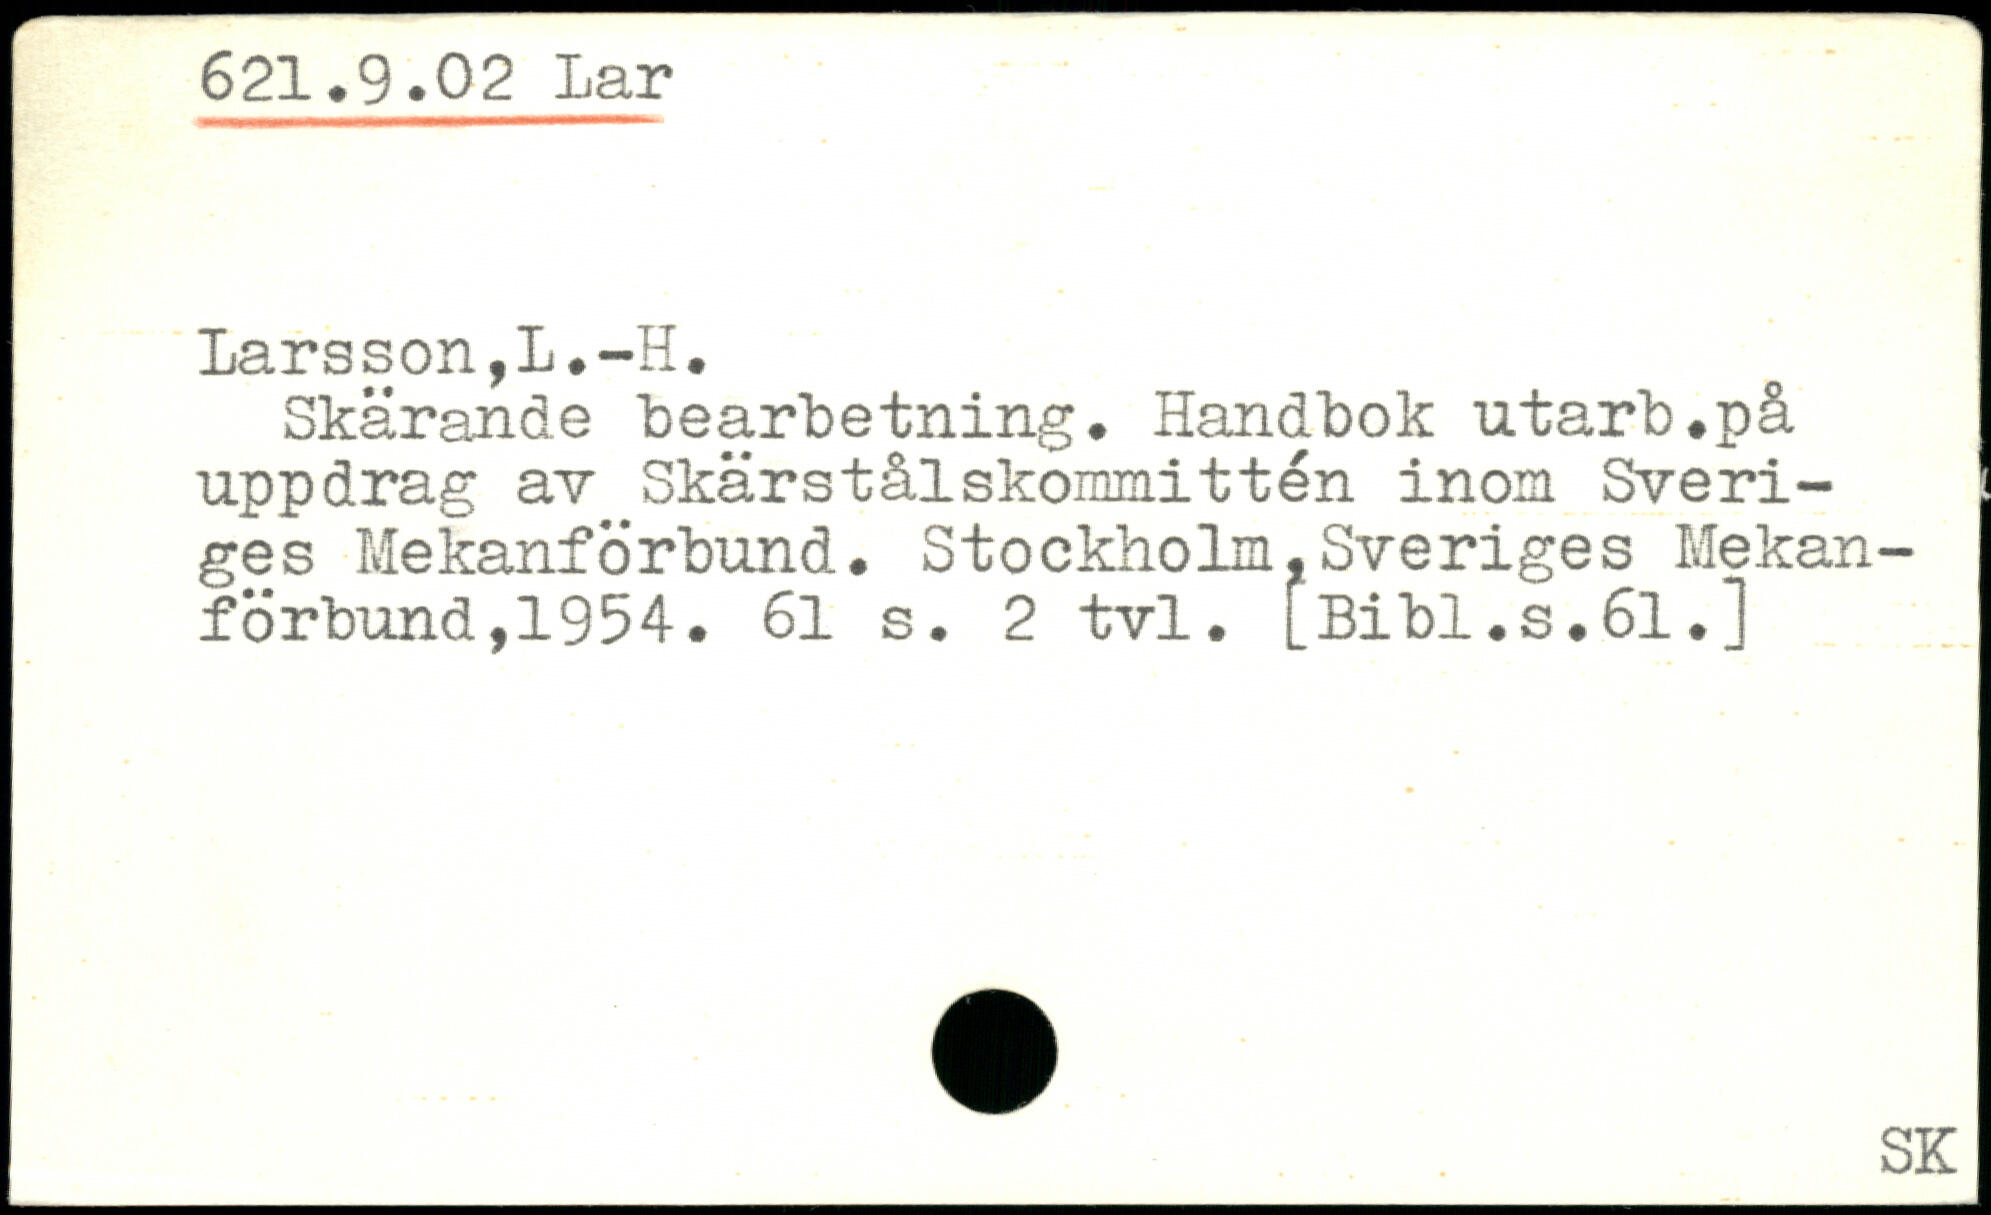 621.9.02 Lar
Larsson,L.-H.
Skärande bearbetning. Handbok utarb.på
uppdrag av Skärstålskommittén inom Sveri-
ges Mekanförbund. Stockholm,Sveriges Mekan-
förbund,1954. 61 s. 2 tvl. [Bibl.s.61.]
SK